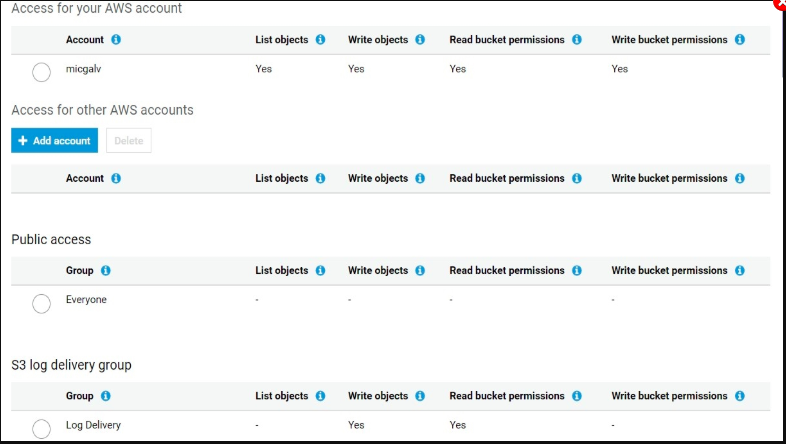 Access for your AWS account
Account List objects Write objects Read bucket permissions Write bucket permissions
micgalv Yes Yes Yes Yes
Access for other AWS accounts
+ Add account Delete
Account List objects Write objects Read bucket permissions Write bucket permissions
Public access
Group List objects Write objects Read bucket permissions Write bucket permissions
Everyone - - - -
S3 log delivery group
Group List objects Write objects Read bucket permissions Write bucket permissions
Log Delivery - Yes Yes -